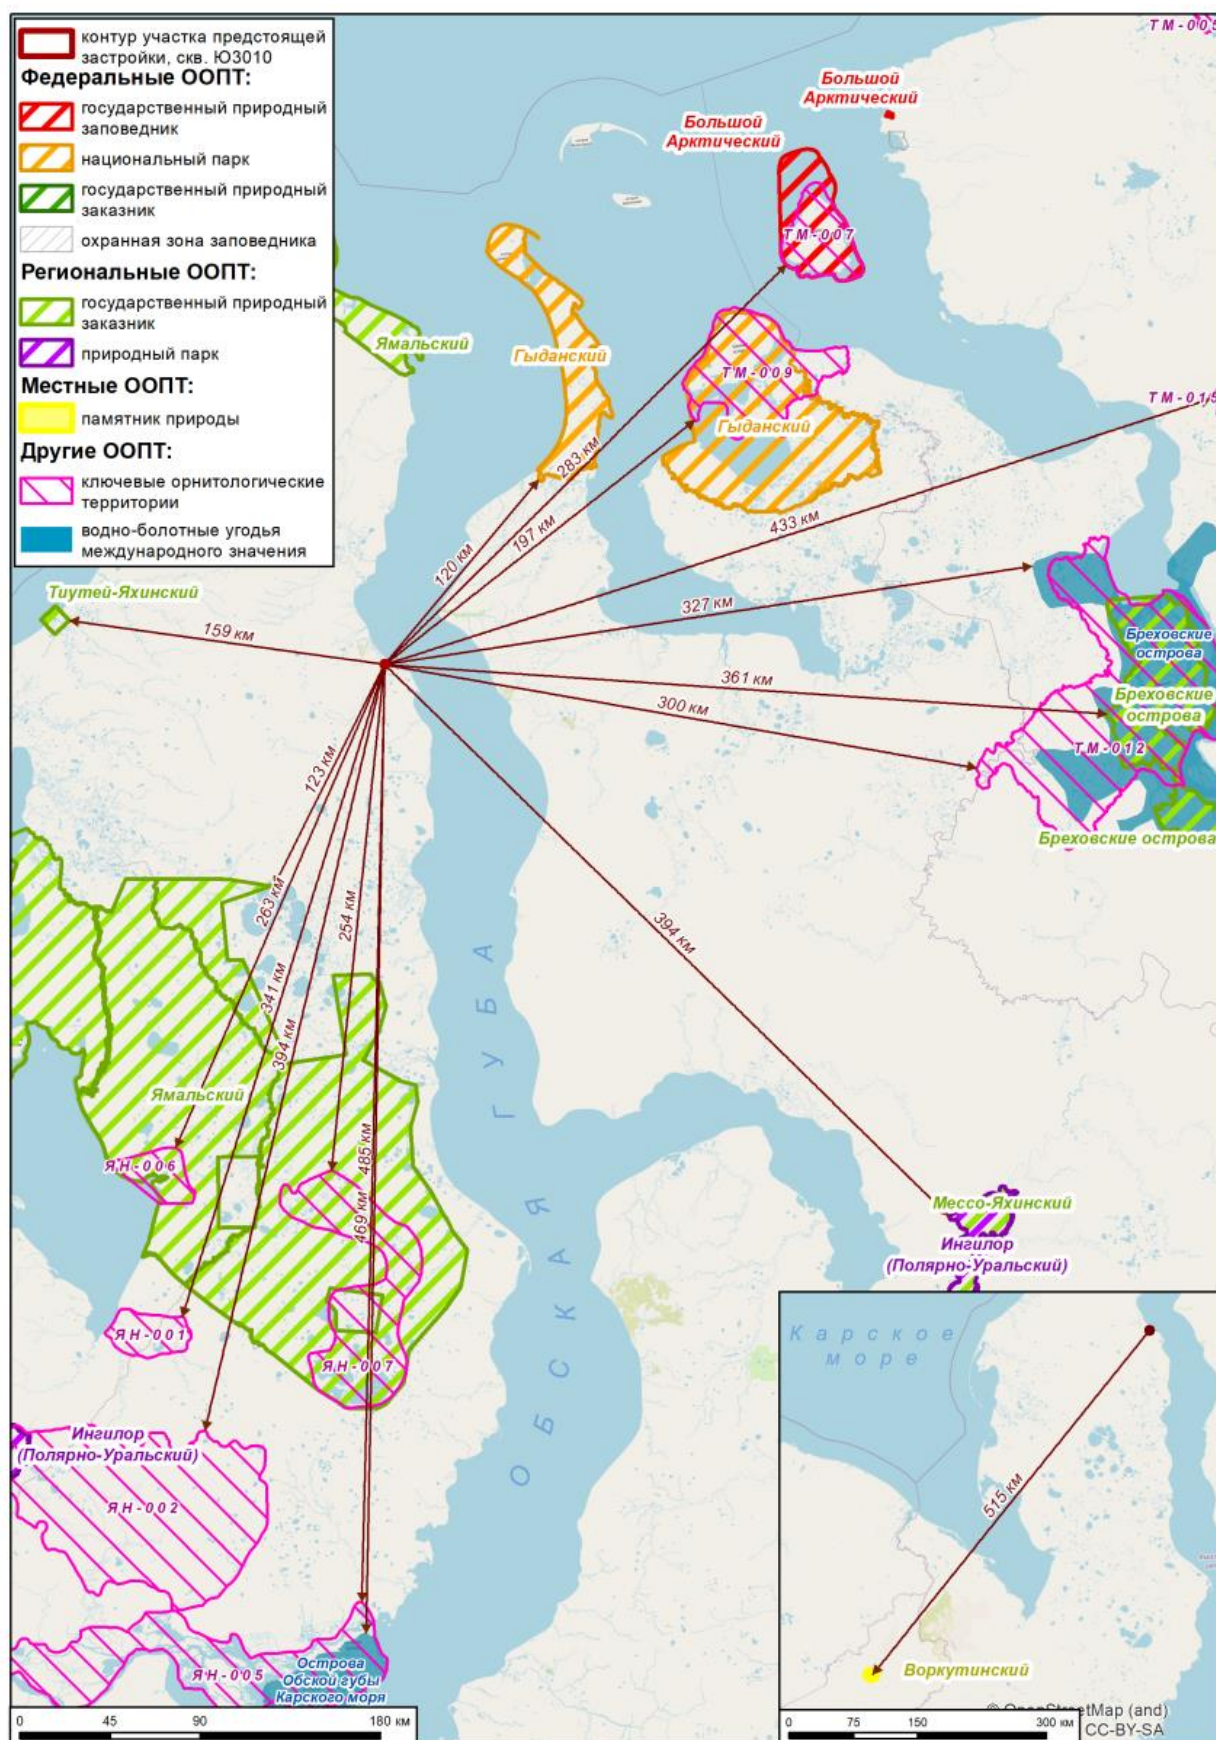 контур участка предстоящей
застройки, скв. Ю3010
Федеральные ООПТ:
государственный природный
заповедник
национальный парк
государственный природный
заказник
охранная зона заповедника
Региональные ООПТ:
государственный природный
заказник
природный парк
Местные ООПТ:
памятник природы
Другие ООПТ:
ключевые орнитологические
территории
водно-болотные угодья
международного значения
ТМ-005
Большой
Арктический
Большой
Арктический
ТМ-007
Ямальский
Гыданский
ТМ-009
Гыданский
ТМ-015
283 км
197 км
120 км
433 км
327 км
Тиутей-Яхинский
159 км
Бреховские
острова
361 км
300 км
Бреховские
острова
ТМ-012
Бреховские острова
123 км
263 км
254 км
394 км
341 км
394 км
ОБСКАЯ ГУБА
Ямальский
485 км
469 км
ЯН-006
Мессо-Яхинский
Ингилор
(Полярно-Уральский)
ЯН-001
ЯН-007
Ингилор
(Полярно-Уральский)
ЯН-002
ЯН-005
Острова
Обской губы
Карского моря
0 45 90 180 км
Карское
море
515 км
Воркутинский
© OpenStreetMap (and)
CC-BY-SA
0 75 150 300 км